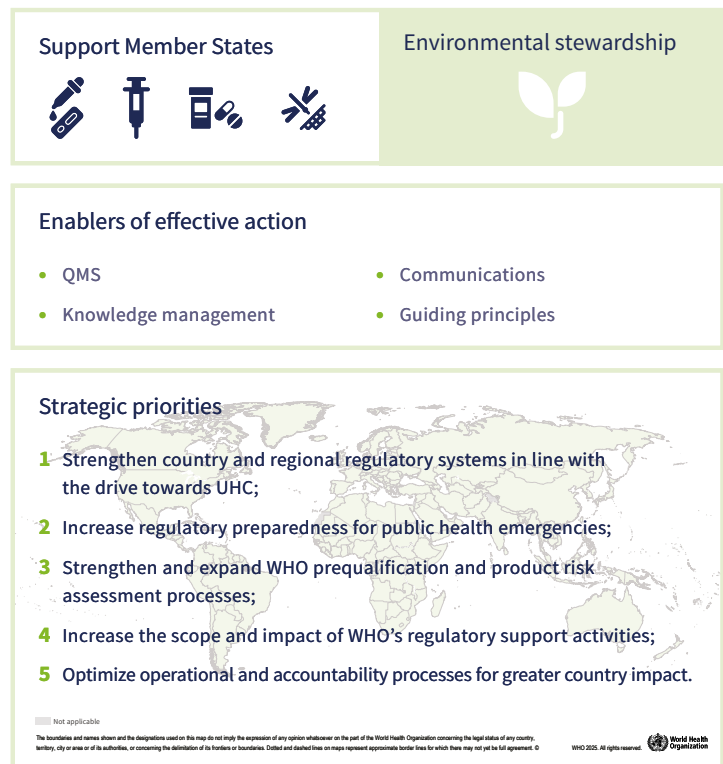 Support Member States
Environmental stewardship
Enablers of effective action
• QMS
• Knowledge management
• Communications
• Guiding principles
Strategic priorities
1 Strengthen country and regional regulatory systems in line with
the drive towards UHC;
2 Increase regulatory preparedness for public health emergencies;
3 Strengthen and expand WHO prequalification and product risk
assessment processes;
4 Increase the scope and impact of WHO’s regulatory support activities;
5 Optimize operational and accountability processes for greater country impact.
Not applicable
The boundaries and names shown and the designations used on this map do not imply the expression of any opinion whatsoever on the part of the World Health Organization concerning the legal status of any country,
territory, city or area or of its authorities, or concerning the delimitation of its frontiers or boundaries. Dotted and dashed lines on maps represent approximate border lines for which there may not yet be full agreement. ©
WHO 2025. All rights reserved.
World Health
Organization